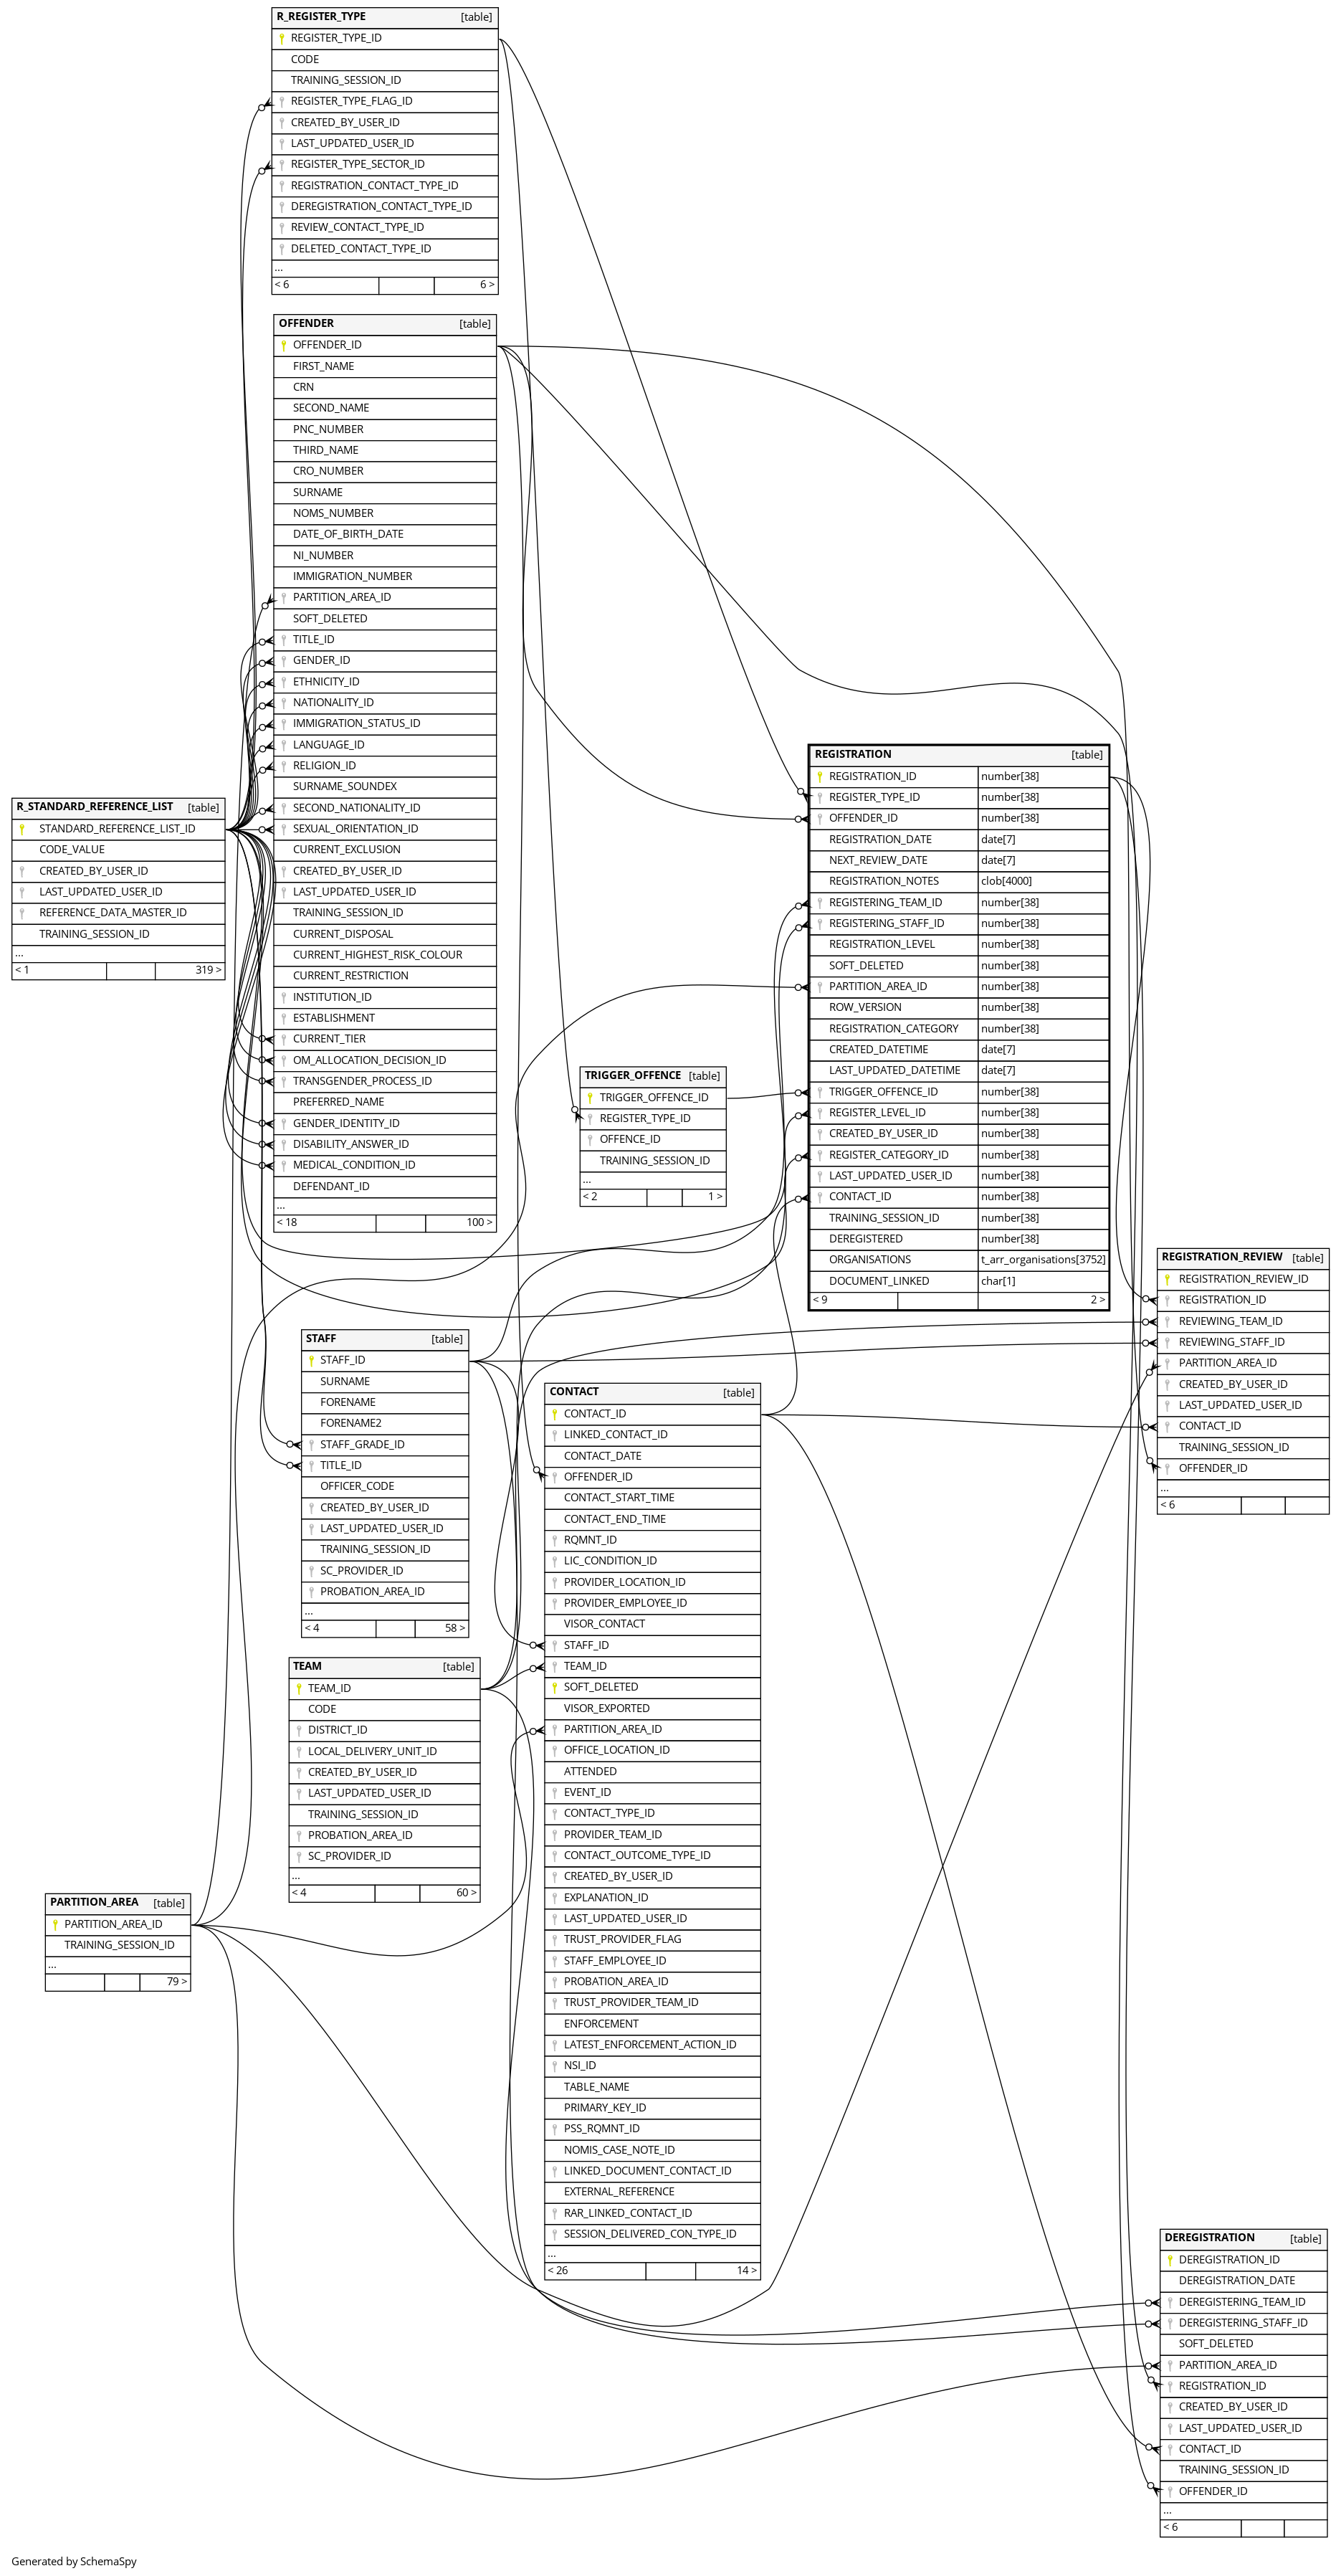 R_REGISTER_TYPE [table]
REGISTER_TYPE_ID
CODE
TRAINING_SESSION_ID
REGISTER_TYPE_FLAG_ID
CREATED_BY_USER_ID
LAST_UPDATED_USER_ID
REGISTER_TYPE_SECTOR_ID
REGISTRATION_CONTACT_TYPE_ID
DEREGISTRATION_CONTACT_TYPE_ID
REVIEW_CONTACT_TYPE_ID
DELETED_CONTACT_TYPE_ID
...
< 6 6 >
OFFENDER [table]
OFFENDER_ID
FIRST_NAME
CRN
SECOND_NAME
PNC_NUMBER
THIRD_NAME
CRO_NUMBER
SURNAME
NOMS_NUMBER
DATE_OF_BIRTH_DATE
NI_NUMBER
IMMIGRATION_NUMBER
PARTITION_AREA_ID
SOFT_DELETED
TITLE_ID
GENDER_ID
ETHNICITY_ID
NATIONALITY_ID
IMMIGRATION_STATUS_ID
LANGUAGE_ID
RELIGION_ID
SURNAME_SOUNDEX
SECOND_NATIONALITY_ID
SEXUAL_ORIENTATION_ID
CURRENT_EXCLUSION
CREATED_BY_USER_ID
LAST_UPDATED_USER_ID
TRAINING_SESSION_ID
CURRENT_DISPOSAL
CURRENT_HIGHEST_RISK_COLOUR
CURRENT_RESTRICTION
INSTITUTION_ID
ESTABLISHMENT
CURRENT_TIER
OM_ALLOCATION_DECISION_ID
TRANSGENDER_PROCESS_ID
PREFERRED_NAME
GENDER_IDENTITY_ID
DISABILITY_ANSWER_ID
MEDICAL_CONDITION_ID
DEFENDANT_ID
...
< 18 100 >
R_STANDARD_REFERENCE_LIST [table]
STANDARD_REFERENCE_LIST_ID
CODE_VALUE
CREATED_BY_USER_ID
LAST_UPDATED_USER_ID
REFERENCE_DATA_MASTER_ID
TRAINING_SESSION_ID
...
< 1 319 >
REGISTRATION [table]
REGISTRATION_ID number[38]
REGISTER_TYPE_ID number[38]
OFFENDER_ID number[38]
REGISTRATION_DATE date[7]
NEXT_REVIEW_DATE date[7]
REGISTRATION_NOTES clob[4000]
REGISTERING_TEAM_ID number[38]
REGISTERING_STAFF_ID number[38]
REGISTRATION_LEVEL number[38]
SOFT_DELETED number[38]
PARTITION_AREA_ID number[38]
ROW_VERSION number[38]
REGISTRATION_CATEGORY number[38]
CREATED_DATETIME date[7]
LAST_UPDATED_DATETIME date[7]
TRIGGER_OFFENCE_ID number[38]
REGISTER_LEVEL_ID number[38]
CREATED_BY_USER_ID number[38]
REGISTER_CATEGORY_ID number[38]
LAST_UPDATED_USER_ID number[38]
CONTACT_ID number[38]
TRAINING_SESSION_ID number[38]
DEREGISTERED number[38]
ORGANISATIONS t_arr_organisations[3752]
DOCUMENT_LINKED char[1]
< 9 2 >
TRIGGER_OFFENCE [table]
TRIGGER_OFFENCE_ID
REGISTER_TYPE_ID
OFFENCE_ID
TRAINING_SESSION_ID
...
< 2 1 >
REGISTRATION_REVIEW [table]
REGISTRATION_REVIEW_ID
REGISTRATION_ID
REVIEWING_TEAM_ID
REVIEWING_STAFF_ID
PARTITION_AREA_ID
CREATED_BY_USER_ID
LAST_UPDATED_USER_ID
CONTACT_ID
TRAINING_SESSION_ID
OFFENDER_ID
...
< 6
STAFF [table]
STAFF_ID
SURNAME
FORENAME
FORENAME2
STAFF_GRADE_ID
TITLE_ID
OFFICER_CODE
CREATED_BY_USER_ID
LAST_UPDATED_USER_ID
TRAINING_SESSION_ID
SC_PROVIDER_ID
PROBATION_AREA_ID
...
< 4 58 >
CONTACT [table]
CONTACT_ID
LINKED_CONTACT_ID
CONTACT_DATE
OFFENDER_ID
CONTACT_START_TIME
CONTACT_END_TIME
RQMNT_ID
LIC_CONDITION_ID
PROVIDER_LOCATION_ID
PROVIDER_EMPLOYEE_ID
VISOR_CONTACT
STAFF_ID
TEAM_ID
SOFT_DELETED
VISOR_EXPORTED
PARTITION_AREA_ID
OFFICE_LOCATION_ID
ATTENDED
EVENT_ID
CONTACT_TYPE_ID
PROVIDER_TEAM_ID
CONTACT_OUTCOME_TYPE_ID
CREATED_BY_USER_ID
EXPLANATION_ID
LAST_UPDATED_USER_ID
TRUST_PROVIDER_FLAG
STAFF_EMPLOYEE_ID
PROBATION_AREA_ID
TRUST_PROVIDER_TEAM_ID
ENFORCEMENT
LATEST_ENFORCEMENT_ACTION_ID
NSI_ID
TABLE_NAME
PRIMARY_KEY_ID
PSS_RQMNT_ID
NOMIS_CASE_NOTE_ID
LINKED_DOCUMENT_CONTACT_ID
EXTERNAL_REFERENCE
RAR_LINKED_CONTACT_ID
SESSION_DELIVERED_CON_TYPE_ID
...
< 26 14 >
TEAM [table]
TEAM_ID
CODE
DISTRICT_ID
LOCAL_DELIVERY_UNIT_ID
CREATED_BY_USER_ID
LAST_UPDATED_USER_ID
TRAINING_SESSION_ID
PROBATION_AREA_ID
SC_PROVIDER_ID
...
< 4 60 >
PARTITION_AREA [table]
PARTITION_AREA_ID
TRAINING_SESSION_ID
...
79 >
DEREGISTRATION [table]
DEREGISTRATION_ID
DEREGISTRATION_DATE
DEREGISTERING_TEAM_ID
DEREGISTERING_STAFF_ID
SOFT_DELETED
PARTITION_AREA_ID
REGISTRATION_ID
CREATED_BY_USER_ID
LAST_UPDATED_USER_ID
CONTACT_ID
TRAINING_SESSION_ID
OFFENDER_ID
...
< 6
Generated by SchemaSpy